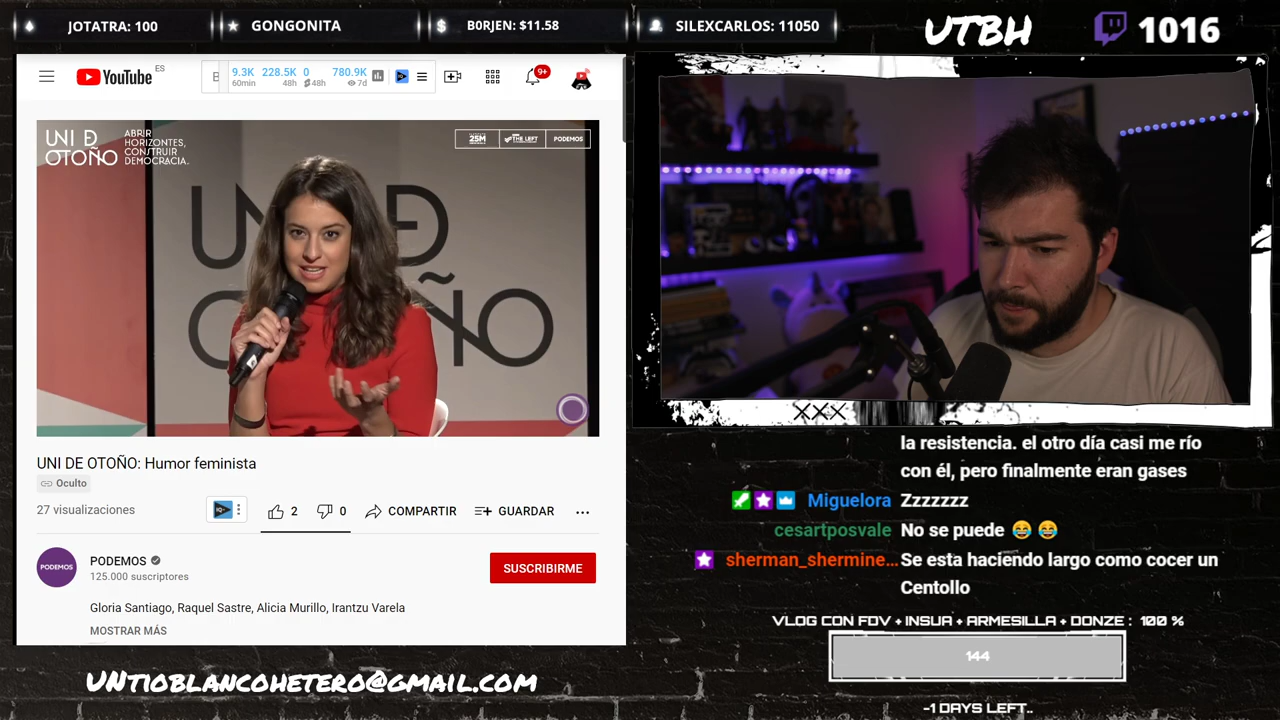 JOTATRA: 100
GONGONITA
$ B0RJEN: $11.58
SILEXCARLOS: 11050
UTBH
1016
YouTube ES
9.3K 228.5K 0 780.9K
60min 48h 48h 7d
9+
UNI D OTOÑO
ABRIR
HORIZONTES,
CONSTRUIR
DEMOCRACIA.
25M
THE LEFT
PODEMOS
UNI DE OTOÑO: Humor feminista
Oculto
27 visualizaciones
2
0
COMPARTIR
GUARDAR
PODEMOS
PODEMOS
125.000 suscriptores
SUSCRIBIRME
Gloria Santiago, Raquel Sastre, Alicia Murillo, Irantzu Varela
MOSTRAR MÁS
UNTIOBLANCOHETERO@GMAIL.COM
XXX
la resistencia. el otro día casi me río
con él, pero finalmente eran gases
Miguelora Zzzzzzz
cesartposvale No se puede 😂 😂
sherman_shermine... Se esta haciendo largo como cocer un
Centollo
VLOG CON FDV + INSUA + ARMESILLA + DONZE : 100 %
144
-1 DAYS LEFT..